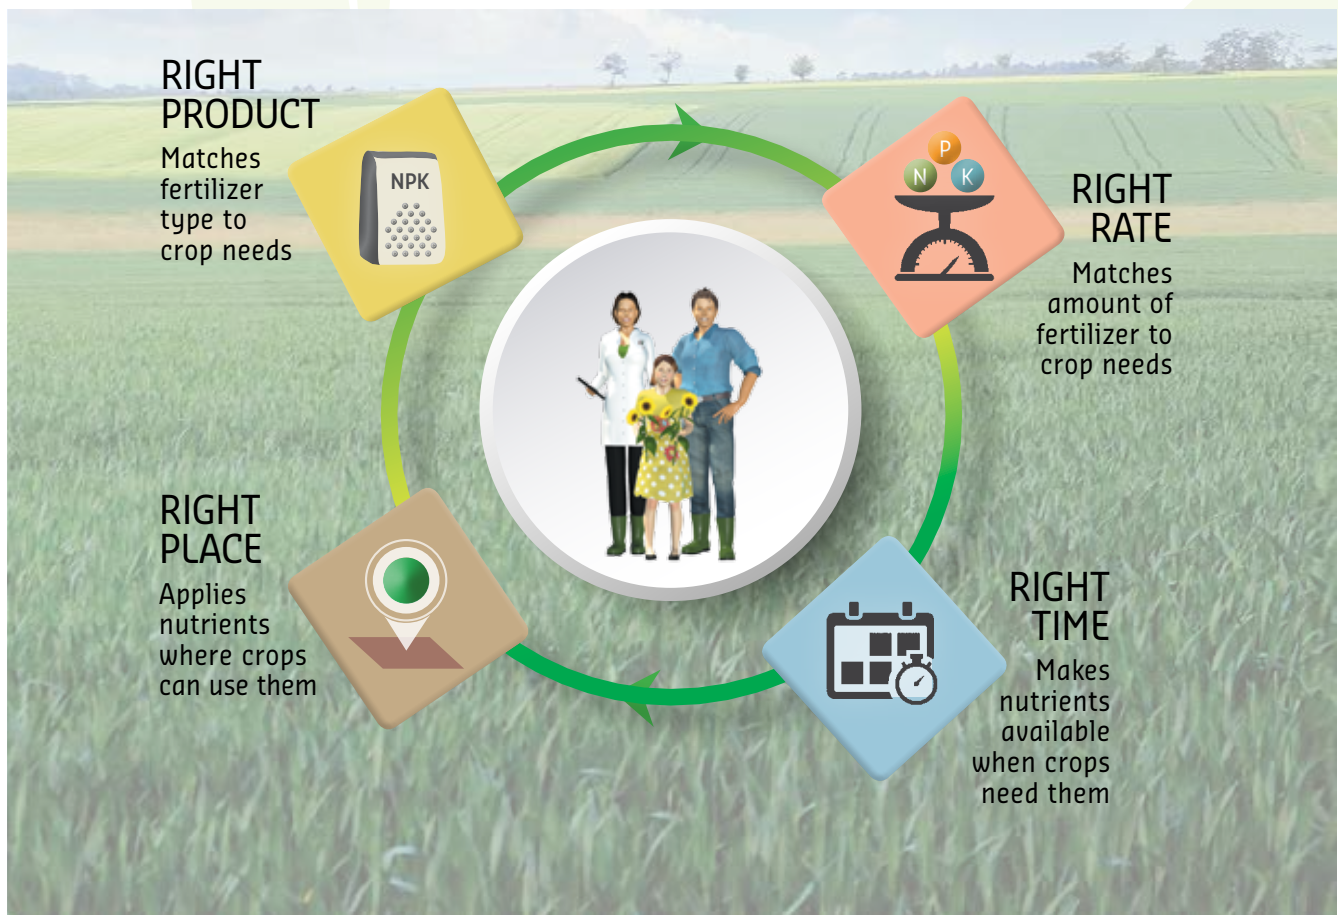 RIGHT
PRODUCT
Matches
fertilizer
type to
crop needs
NPK
P
N
K
RIGHT
RATE
Matches
amount of
fertilizer to
crop needs
RIGHT
PLACE
Applies
nutrients
where crops
can use them
RIGHT
TIME
Makes
nutrients
available
when crops
need them